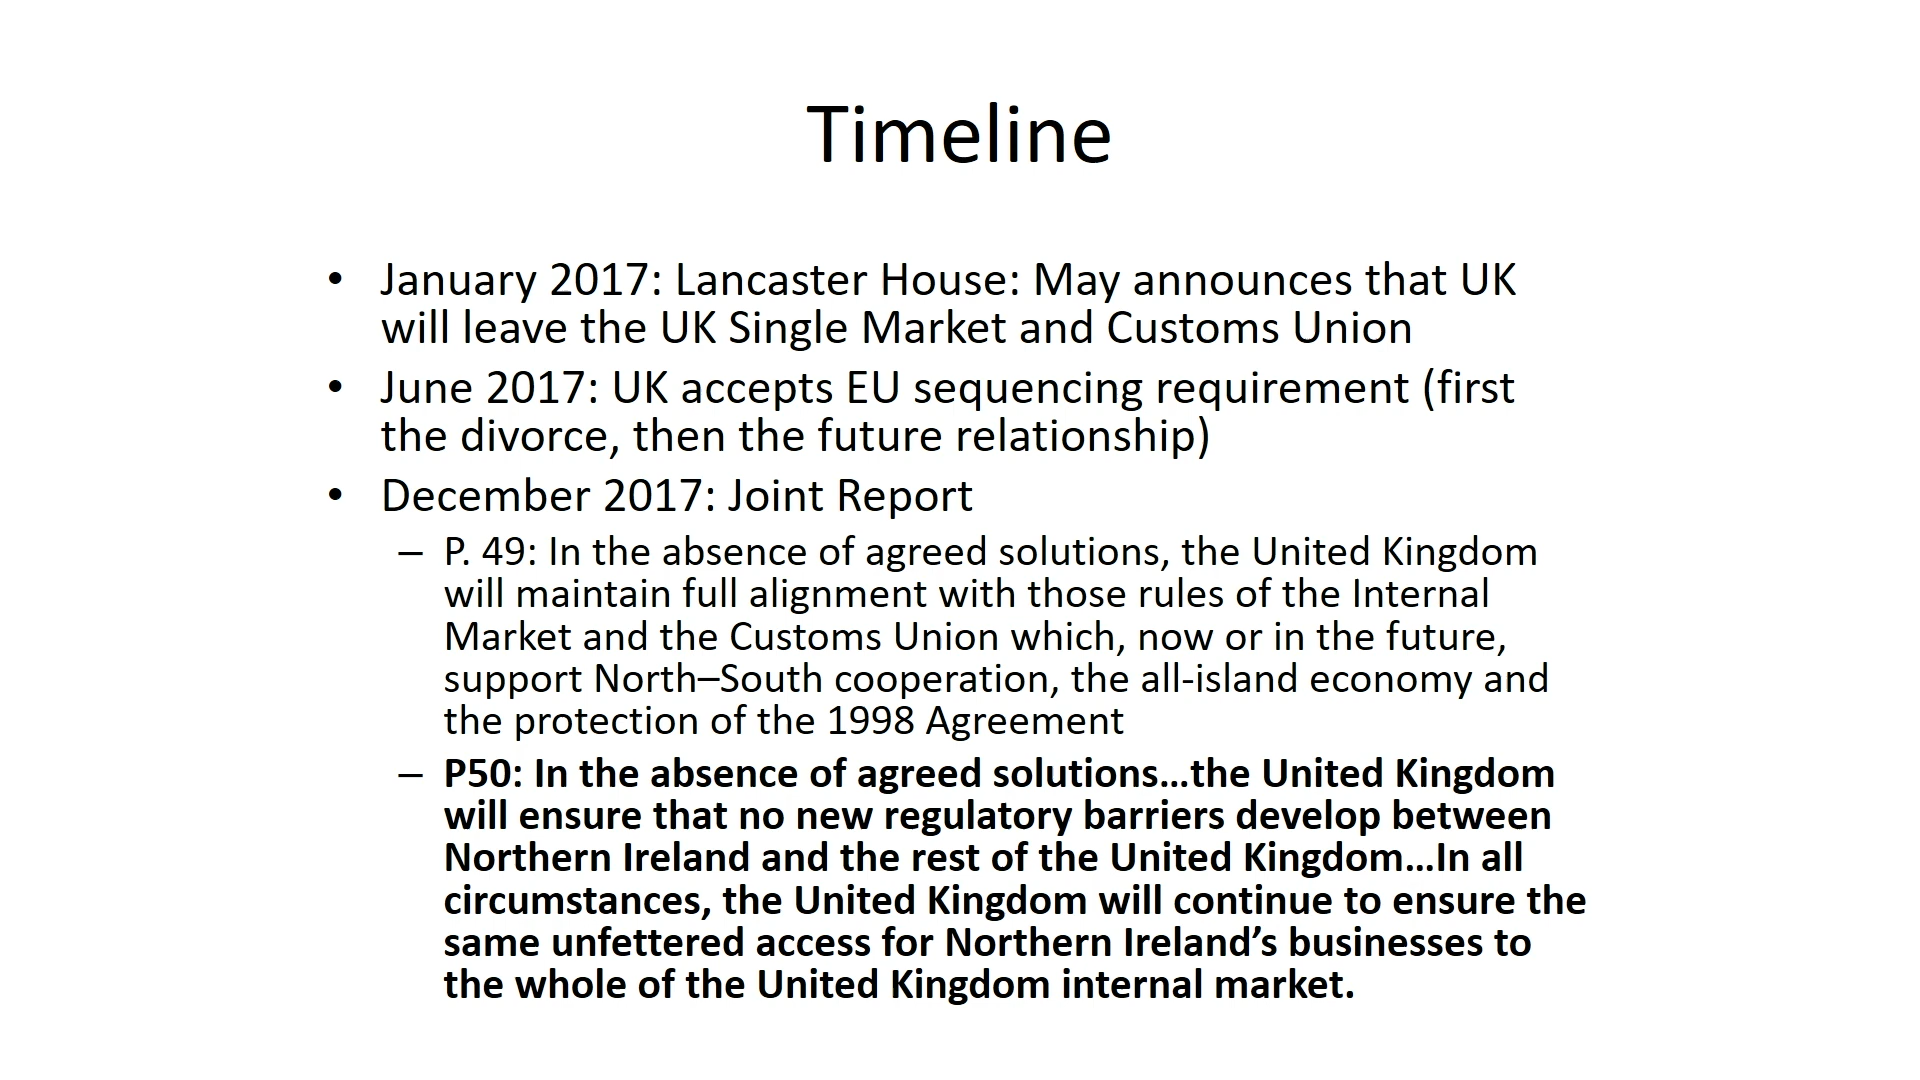 Timeline
• January 2017: Lancaster House: May announces that UK
will leave the UK Single Market and Customs Union
• June 2017: UK accepts EU sequencing requirement (first
the divorce, then the future relationship)
• December 2017: Joint Report
– P. 49: In the absence of agreed solutions, the United Kingdom
will maintain full alignment with those rules of the Internal
Market and the Customs Union which, now or in the future,
support North–South cooperation, the all-island economy and
the protection of the 1998 Agreement
– P50: In the absence of agreed solutions…the United Kingdom
will ensure that no new regulatory barriers develop between
Northern Ireland and the rest of the United Kingdom…In all
circumstances, the United Kingdom will continue to ensure the
same unfettered access for Northern Ireland’s businesses to
the whole of the United Kingdom internal market.